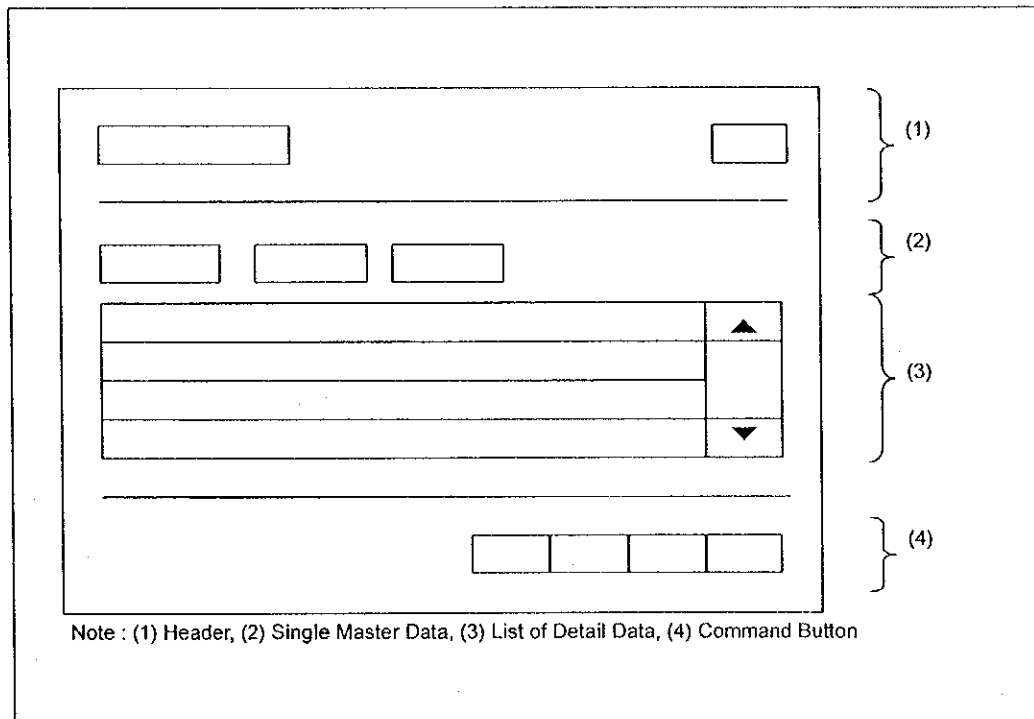 (1)
(2)
(3)
(4)
Note : (1) Header, (2) Single Master Data, (3) List of Detail Data, (4) Command Button